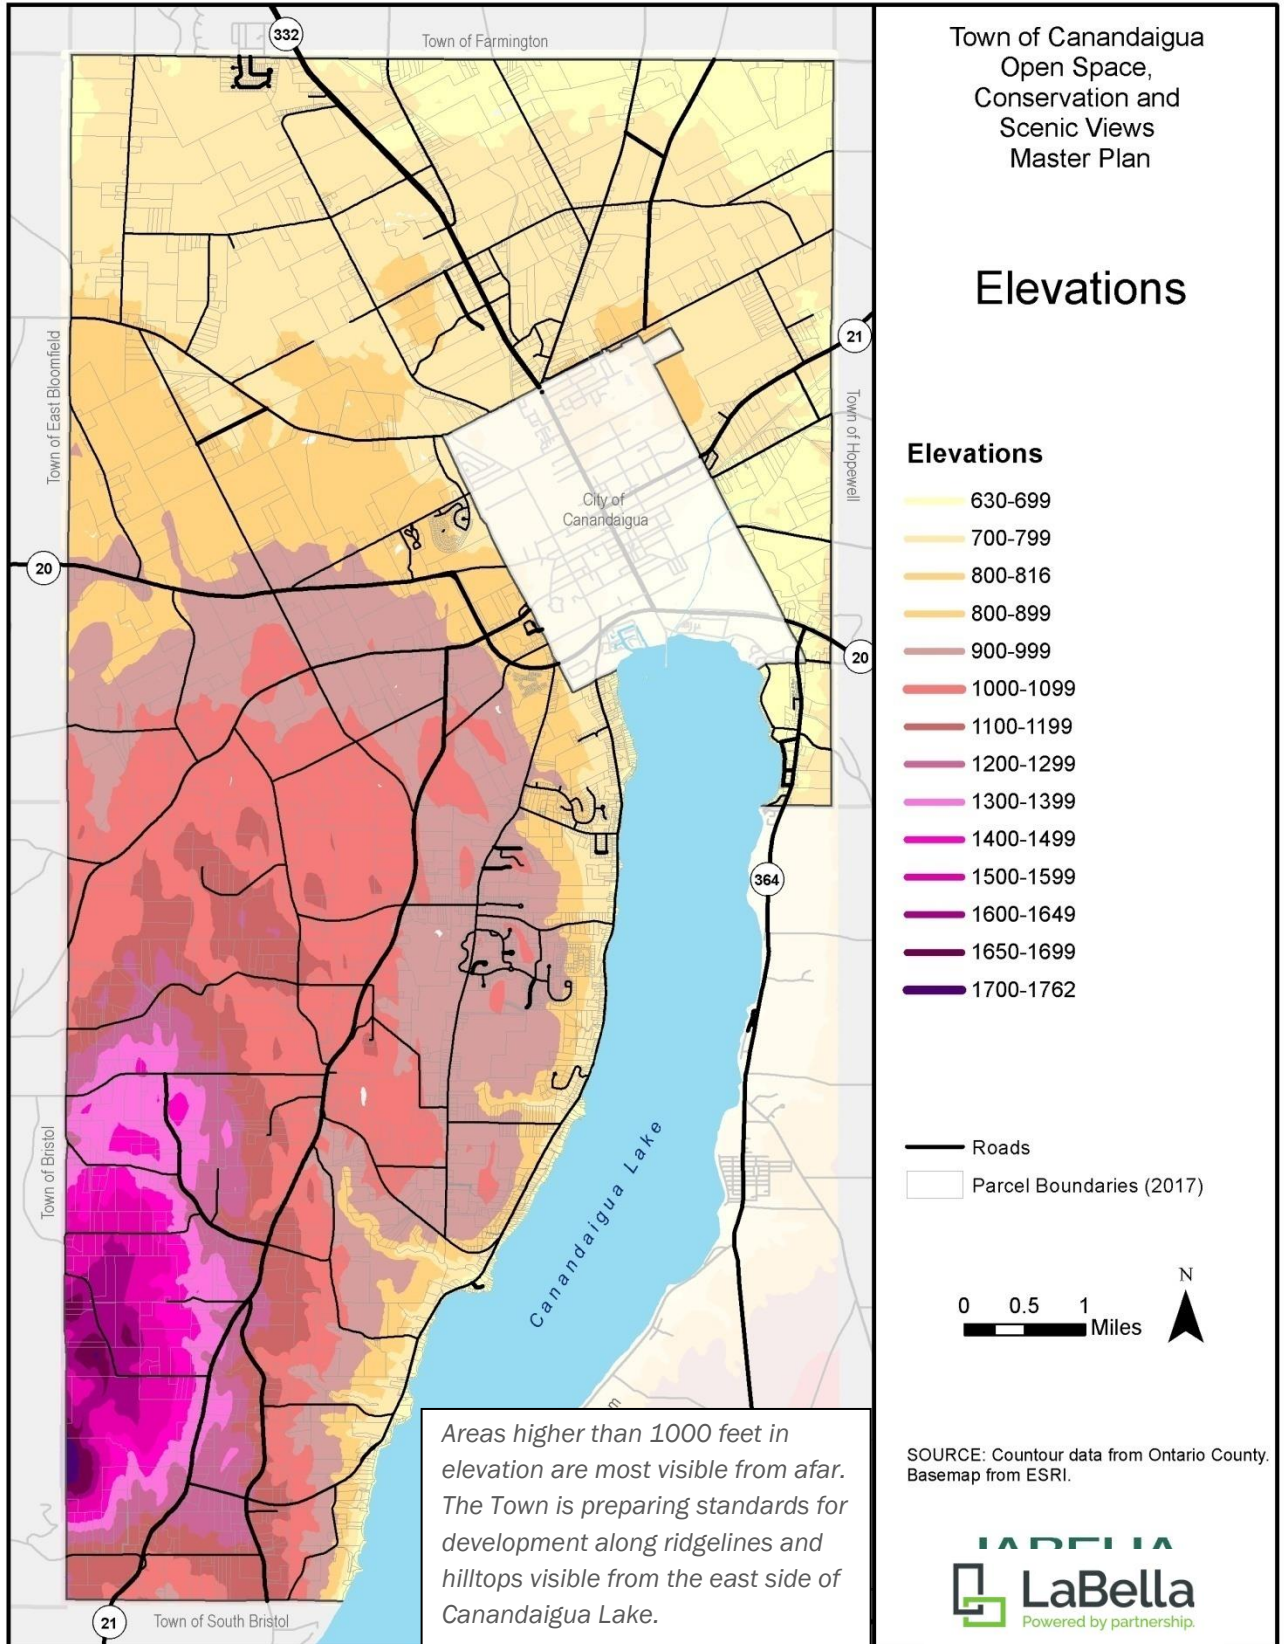 Town of Canandaigua
Open Space,
Conservation and
Scenic Views
Master Plan
Elevations
Elevations
630-699
700-799
800-816
800-899
900-999
1000-1099
1100-1199
1200-1299
1300-1399
1400-1499
1500-1599
1600-1649
1650-1699
1700-1762
Roads
Parcel Boundaries (2017)
N
0 0.5 1
Miles
SOURCE: Countour data from Ontario County.
Basemap from ESRI.
LABELLA
LaBella
Powered by partnership.
332
Town of Farmington
21
Town of East Bloomfield
Town of Hopewell
City of
Canandaigua
20
20
364
Town of Bristol
Canandaigua Lake
21
Town of South Bristol
Areas higher than 1000 feet in
elevation are most visible from afar.
The Town is preparing standards for
development along ridgelines and
hilltops visible from the east side of
Canandaigua Lake.